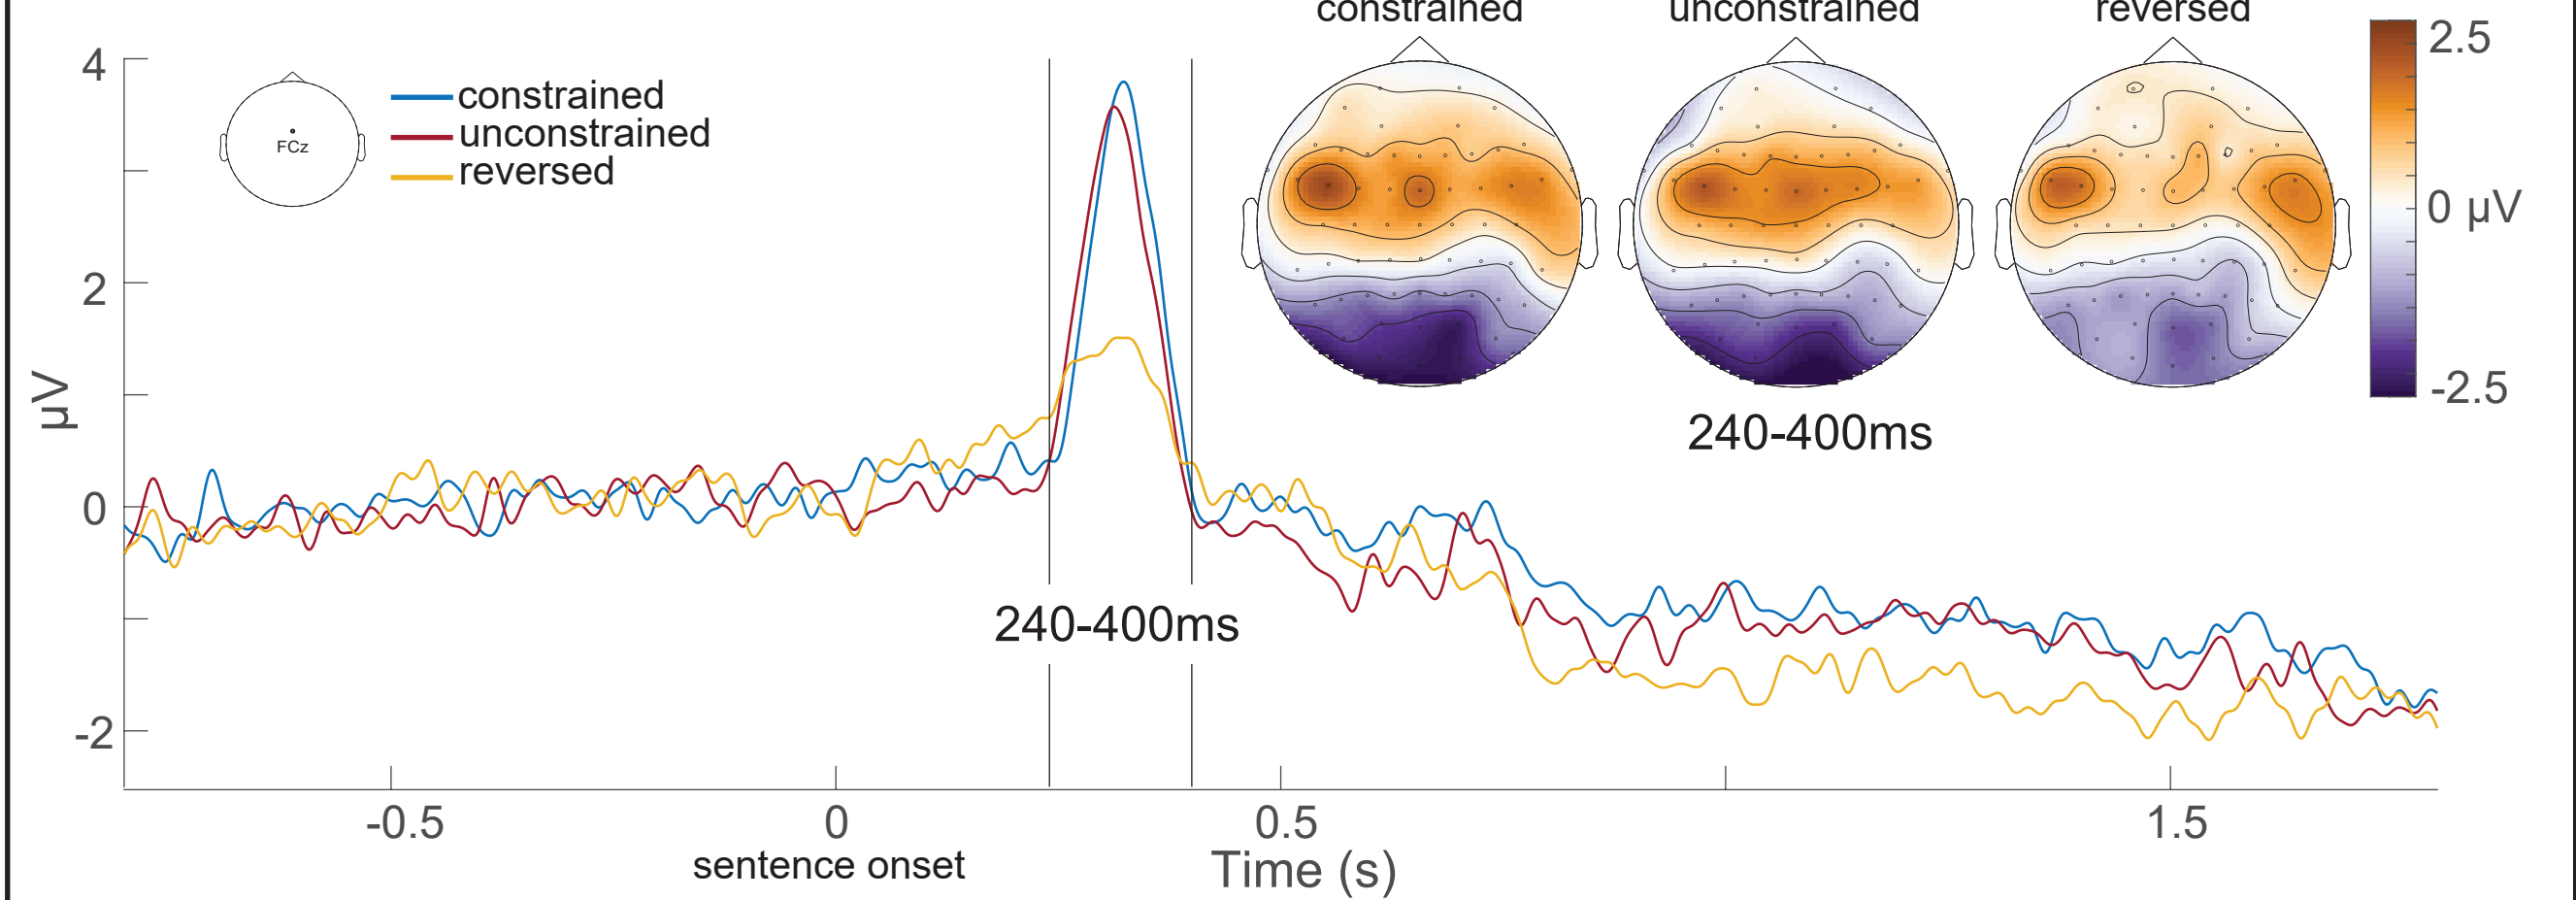 constrained unconstrained reversed
4
FCz
constrained
unconstrained
reversed
2.5
0 µV
-2.5
240-400ms
2
0
-2
µV
240-400ms
-0.5 0 0.5 1.5
sentence onset
Time (s)